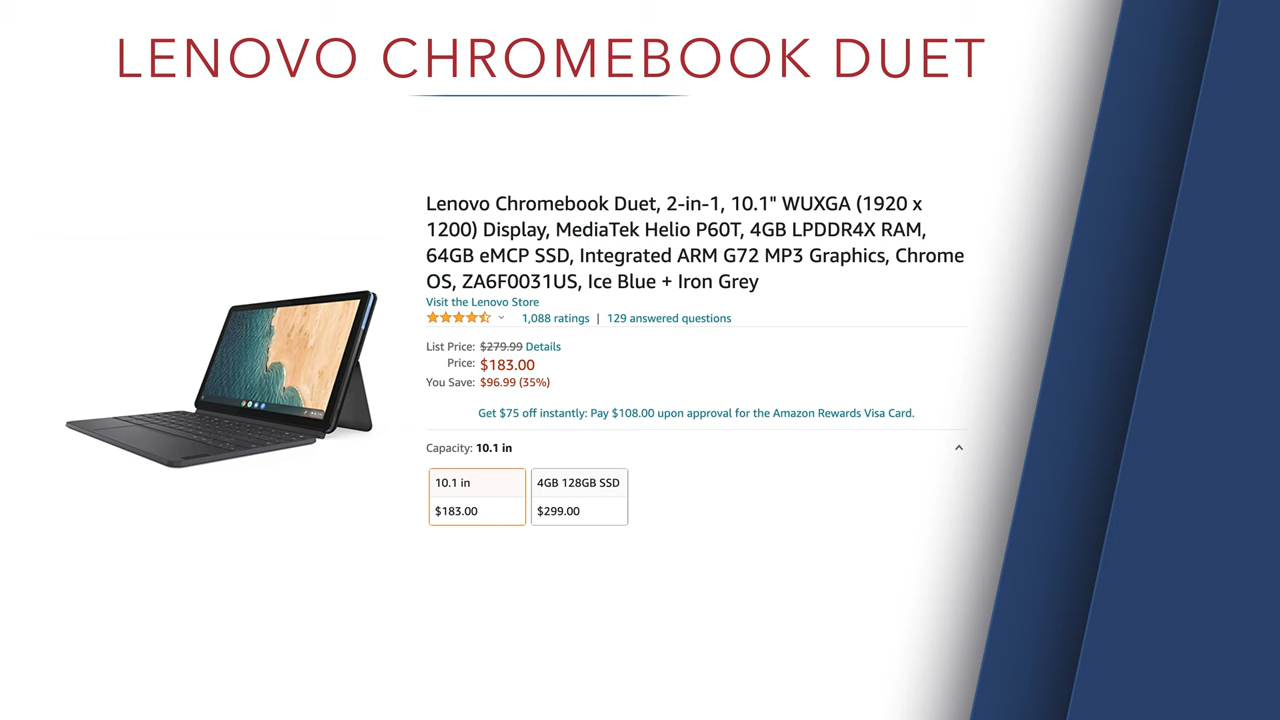 LENOVO CHROMEBOOK DUET
Lenovo Chromebook Duet, 2-in-1, 10.1" WUXGA (1920 x
1200) Display, MediaTek Helio P60T, 4GB LPDDR4X RAM,
64GB eMCP SSD, Integrated ARM G72 MP3 Graphics, Chrome
OS, ZA6F0031US, Ice Blue + Iron Grey
Visit the Lenovo Store
1,088 ratings | 129 answered questions
List Price: $279.99 Details
Price: $183.00
You Save: $96.99 (35%)
Get $75 off instantly: Pay $108.00 upon approval for the Amazon Rewards Visa Card.
Capacity: 10.1 in
10.1 in 4GB 128GB SSD
$183.00 $299.00